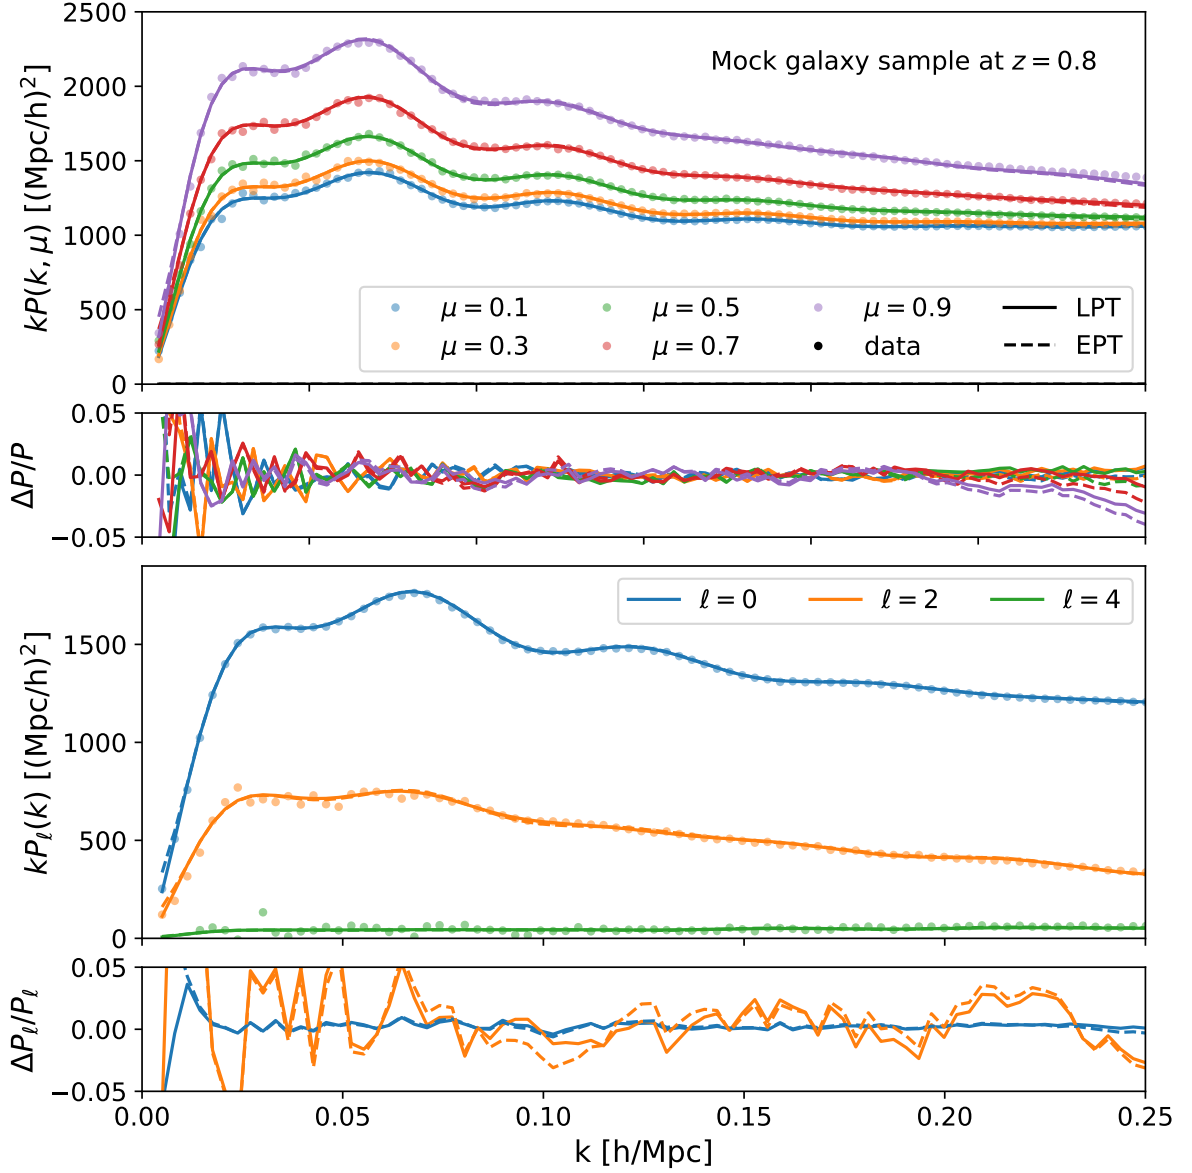 2500
2000
1500
1000
500
0
kP(k, μ) [(Mpc/h)²]
Mock galaxy sample at z = 0.8
μ = 0.1 μ = 0.5 μ = 0.9 LPT
μ = 0.3 μ = 0.7 data EPT
0.05
0.00
−0.05
ΔP/P
1500
1000
500
0
kPℓ(k) [(Mpc/h)²]
ℓ = 0 ℓ = 2 ℓ = 4
0.05
0.00
−0.05
ΔPℓ/Pℓ
0.00 0.05 0.10 0.15 0.20 0.25
k [h/Mpc]